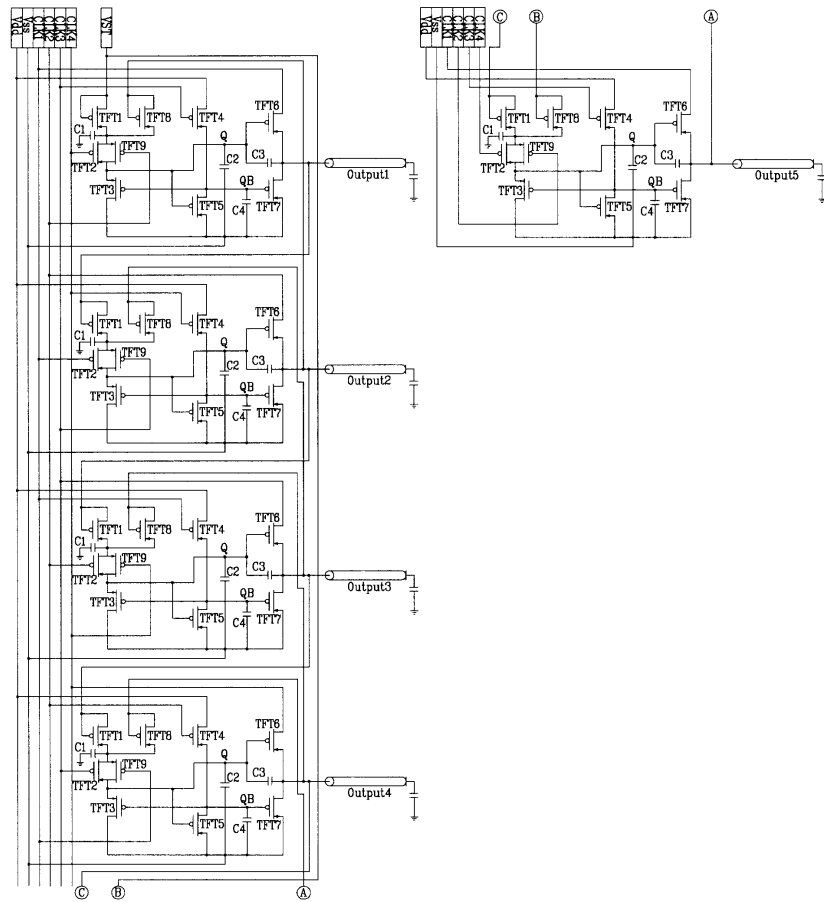 Vdd
Vss
CLK1
CLK2
CLK3
CLK4
VST
TFT1
TFT8
TFT4
TFT6
C1
TFT9
Q
C2
C3
TFT2
TFT3
QB
TFT5
C4
TFT7
Output1
TFT1
TFT8
TFT4
TFT6
C1
TFT9
Q
C2
C3
TFT2
TFT3
QB
TFT5
C4
TFT7
Output2
TFT1
TFT8
TFT4
TFT6
C1
TFT9
Q
C2
C3
TFT2
TFT3
QB
TFT5
C4
TFT7
Output3
TFT1
TFT8
TFT4
TFT6
C1
TFT9
Q
C2
C3
TFT2
TFT3
QB
TFT5
C4
TFT7
Output4
C
B
A
Vdd
Vss
CLK1
CLK2
CLK3
CLK4
C
B
A
TFT1
TFT8
TFT4
TFT6
C1
TFT9
Q
C2
C3
TFT2
TFT3
QB
TFT5
C4
TFT7
Output5